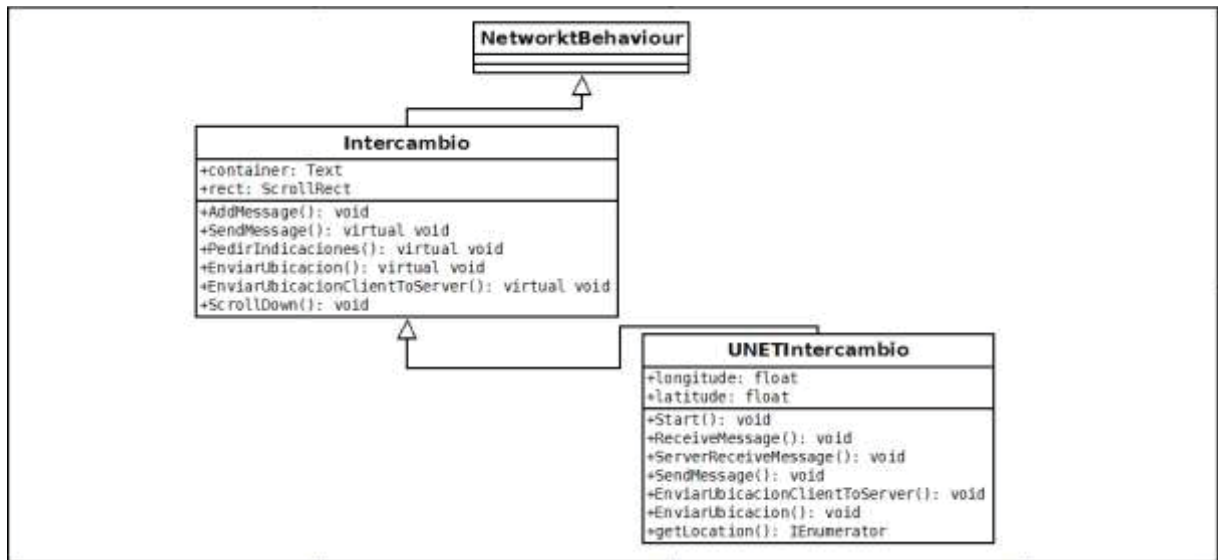 NetworktBehaviour
Intercambio
+container: Text
+rect: ScrollRect
+AddMessage(): void
+SendMessage(): virtual void
+PedirIndicaciones(): virtual void
+EnviarUbicacion(): virtual void
+EnviarUbicacionClientToServer(): virtual void
+ScrollDown(): void
UNETIntercambio
+longitude: float
+latitude: float
+Start(): void
+ReceiveMessage(): void
+ServerReceiveMessage(): void
+SendMessage(): void
+EnviarUbicacionClientToServer(): void
+EnviarUbicacion(): void
+getLocation(): IEnumerator